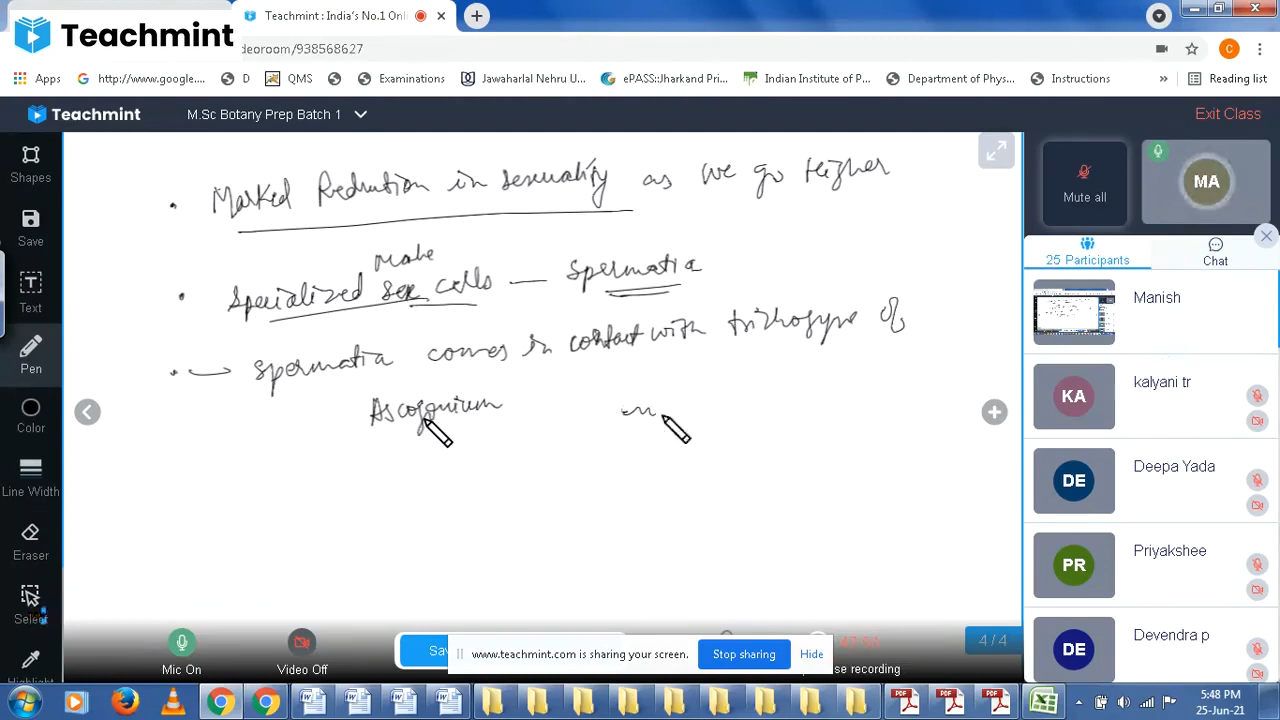 Teachmint : India's No.1 Onl
Teachmint
deoroom/938568627
Apps
http://www.google....
D
QMS
Examinations
Jawaharlal Nehru U...
ePASS::Jharkand Pri...
Indian Institute of P...
Department of Phys...
Instructions
»
Reading list
Teachmint
M.Sc Botany Prep Batch 1
Exit Class
Shapes
Save
Text
Pen
Color
Line Width
Eraser
Select
Highlight
• Marked Reduction in sexuality as we go Higher
Male
• Specialized sex cells — Spermatia
• Spermatia comes in contact with trichogyne of
Ascogonium
Mute all
MA
25 Participants
Chat
Manish
KA
kalyani tr
DE
Deepa Yada
PR
Priyakshee
DE
Devendra p
4 / 4
Mic On
Video Off
Sav
www.teachmint.com is sharing your screen.
Stop sharing
Hide
se recording
5:48 PM
25-Jun-21